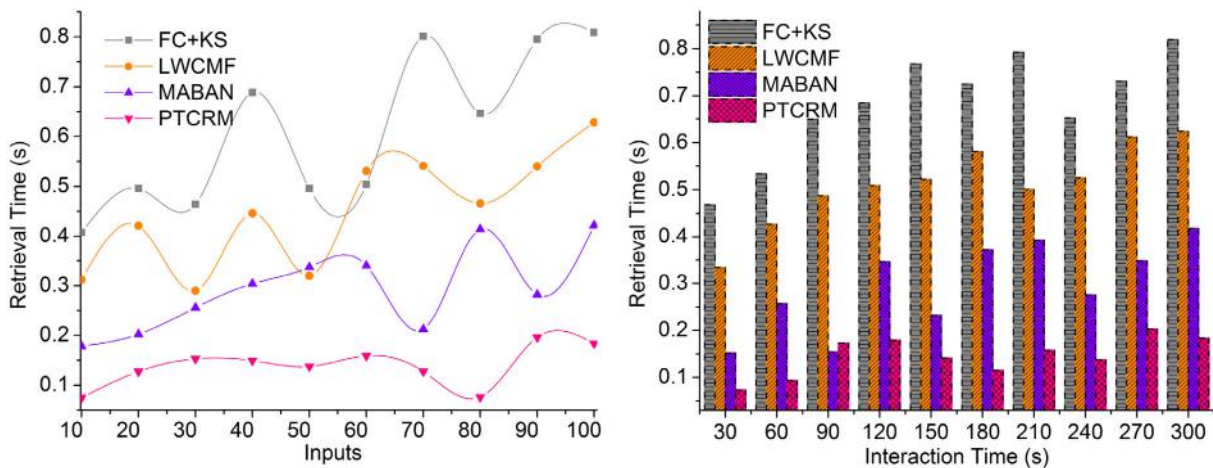 0.8
0.7
0.6
0.5
0.4
0.3
0.2
0.1
Retrieval Time (s)
FC+KS
LWCMF
MABAN
PTCRM
10 20 30 40 50 60 70 80 90 100
Inputs
0.8
0.7
0.6
0.5
0.4
0.3
0.2
0.1
Retrieval Time (s)
FC+KS
LWCMF
MABAN
PTCRM
30 60 90 120 150 180 210 240 270 300
Interaction Time (s)